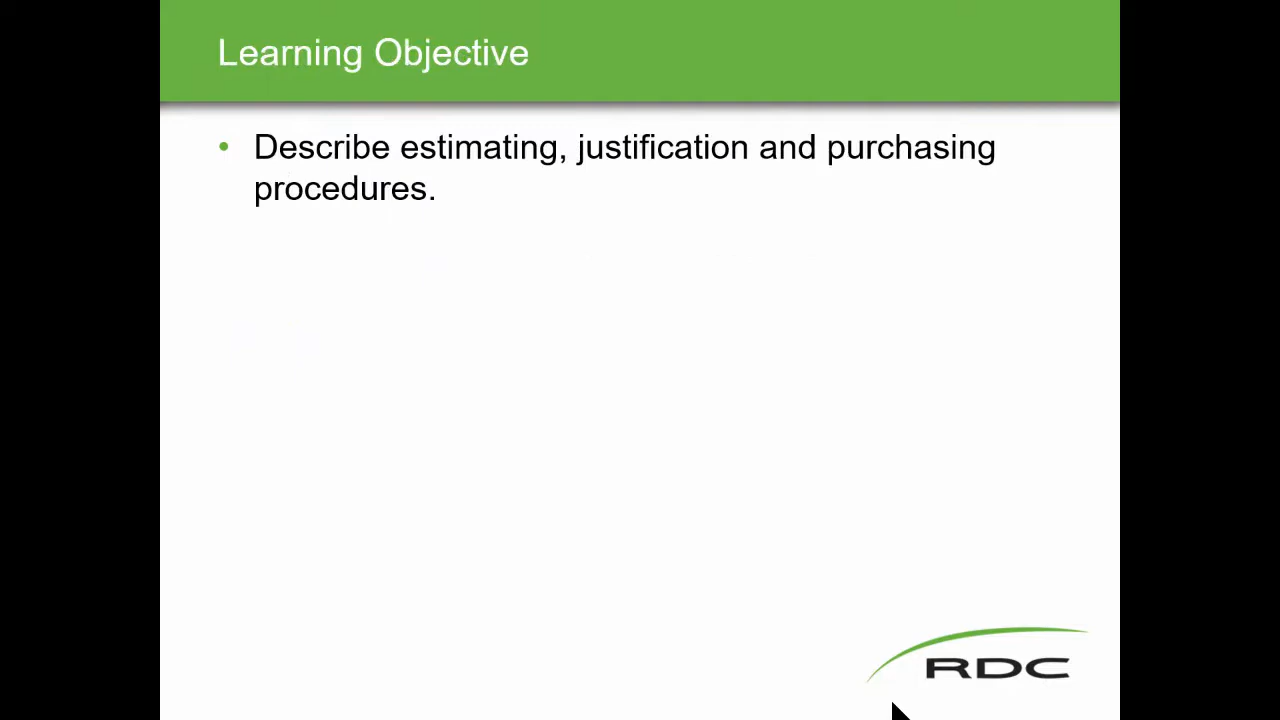 Learning Objective
• Describe estimating, justification and purchasing
procedures.
RDC